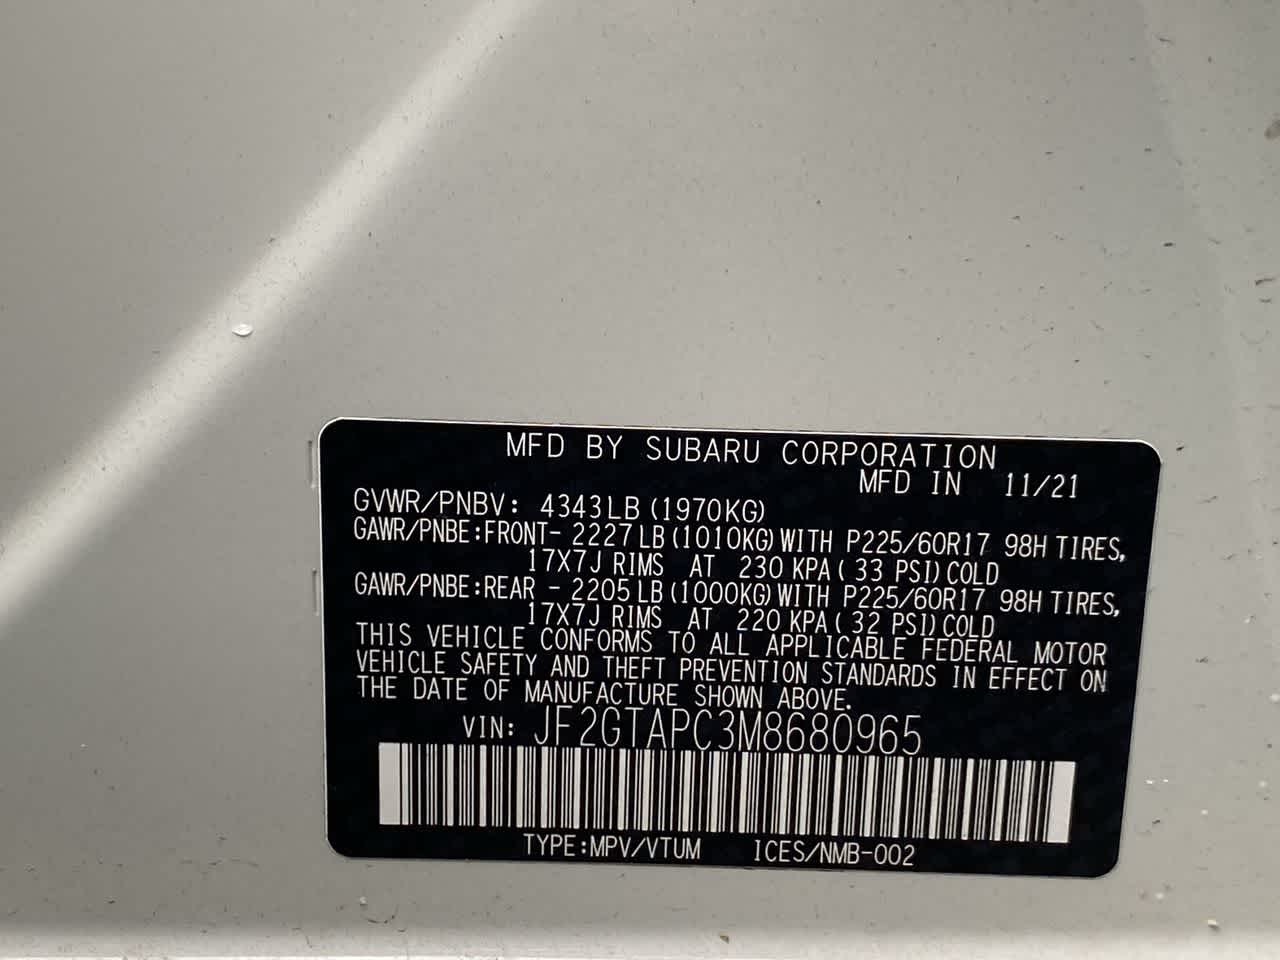 MFD BY SUBARU CORPORATION
MFD IN 11/21
GVWR/PNBV: 4343LB (1970KG)
GAWR/PNBE:FRONT- 2227LB (1010KG) WITH P225/60R17 98H TIRES,
17X7J RIMS AT 230 KPA( 33 PSI) COLD
GAWR/PNBE:REAR - 2205LB (1000KG) WITH P225/60R17 98H TIRES,
17X7J RIMS AT 220 KPA( 32 PSI) COLD
THIS VEHICLE CONFORMS TO ALL APPLICABLE FEDERAL MOTOR
VEHICLE SAFETY AND THEFT PREVENTION STANDARDS IN EFFECT ON
THE DATE OF MANUFACTURE SHOWN ABOVE.
VIN: JF2GTAPC3M8680965
TYPE:MPV/VTUM ICES/NMB-002